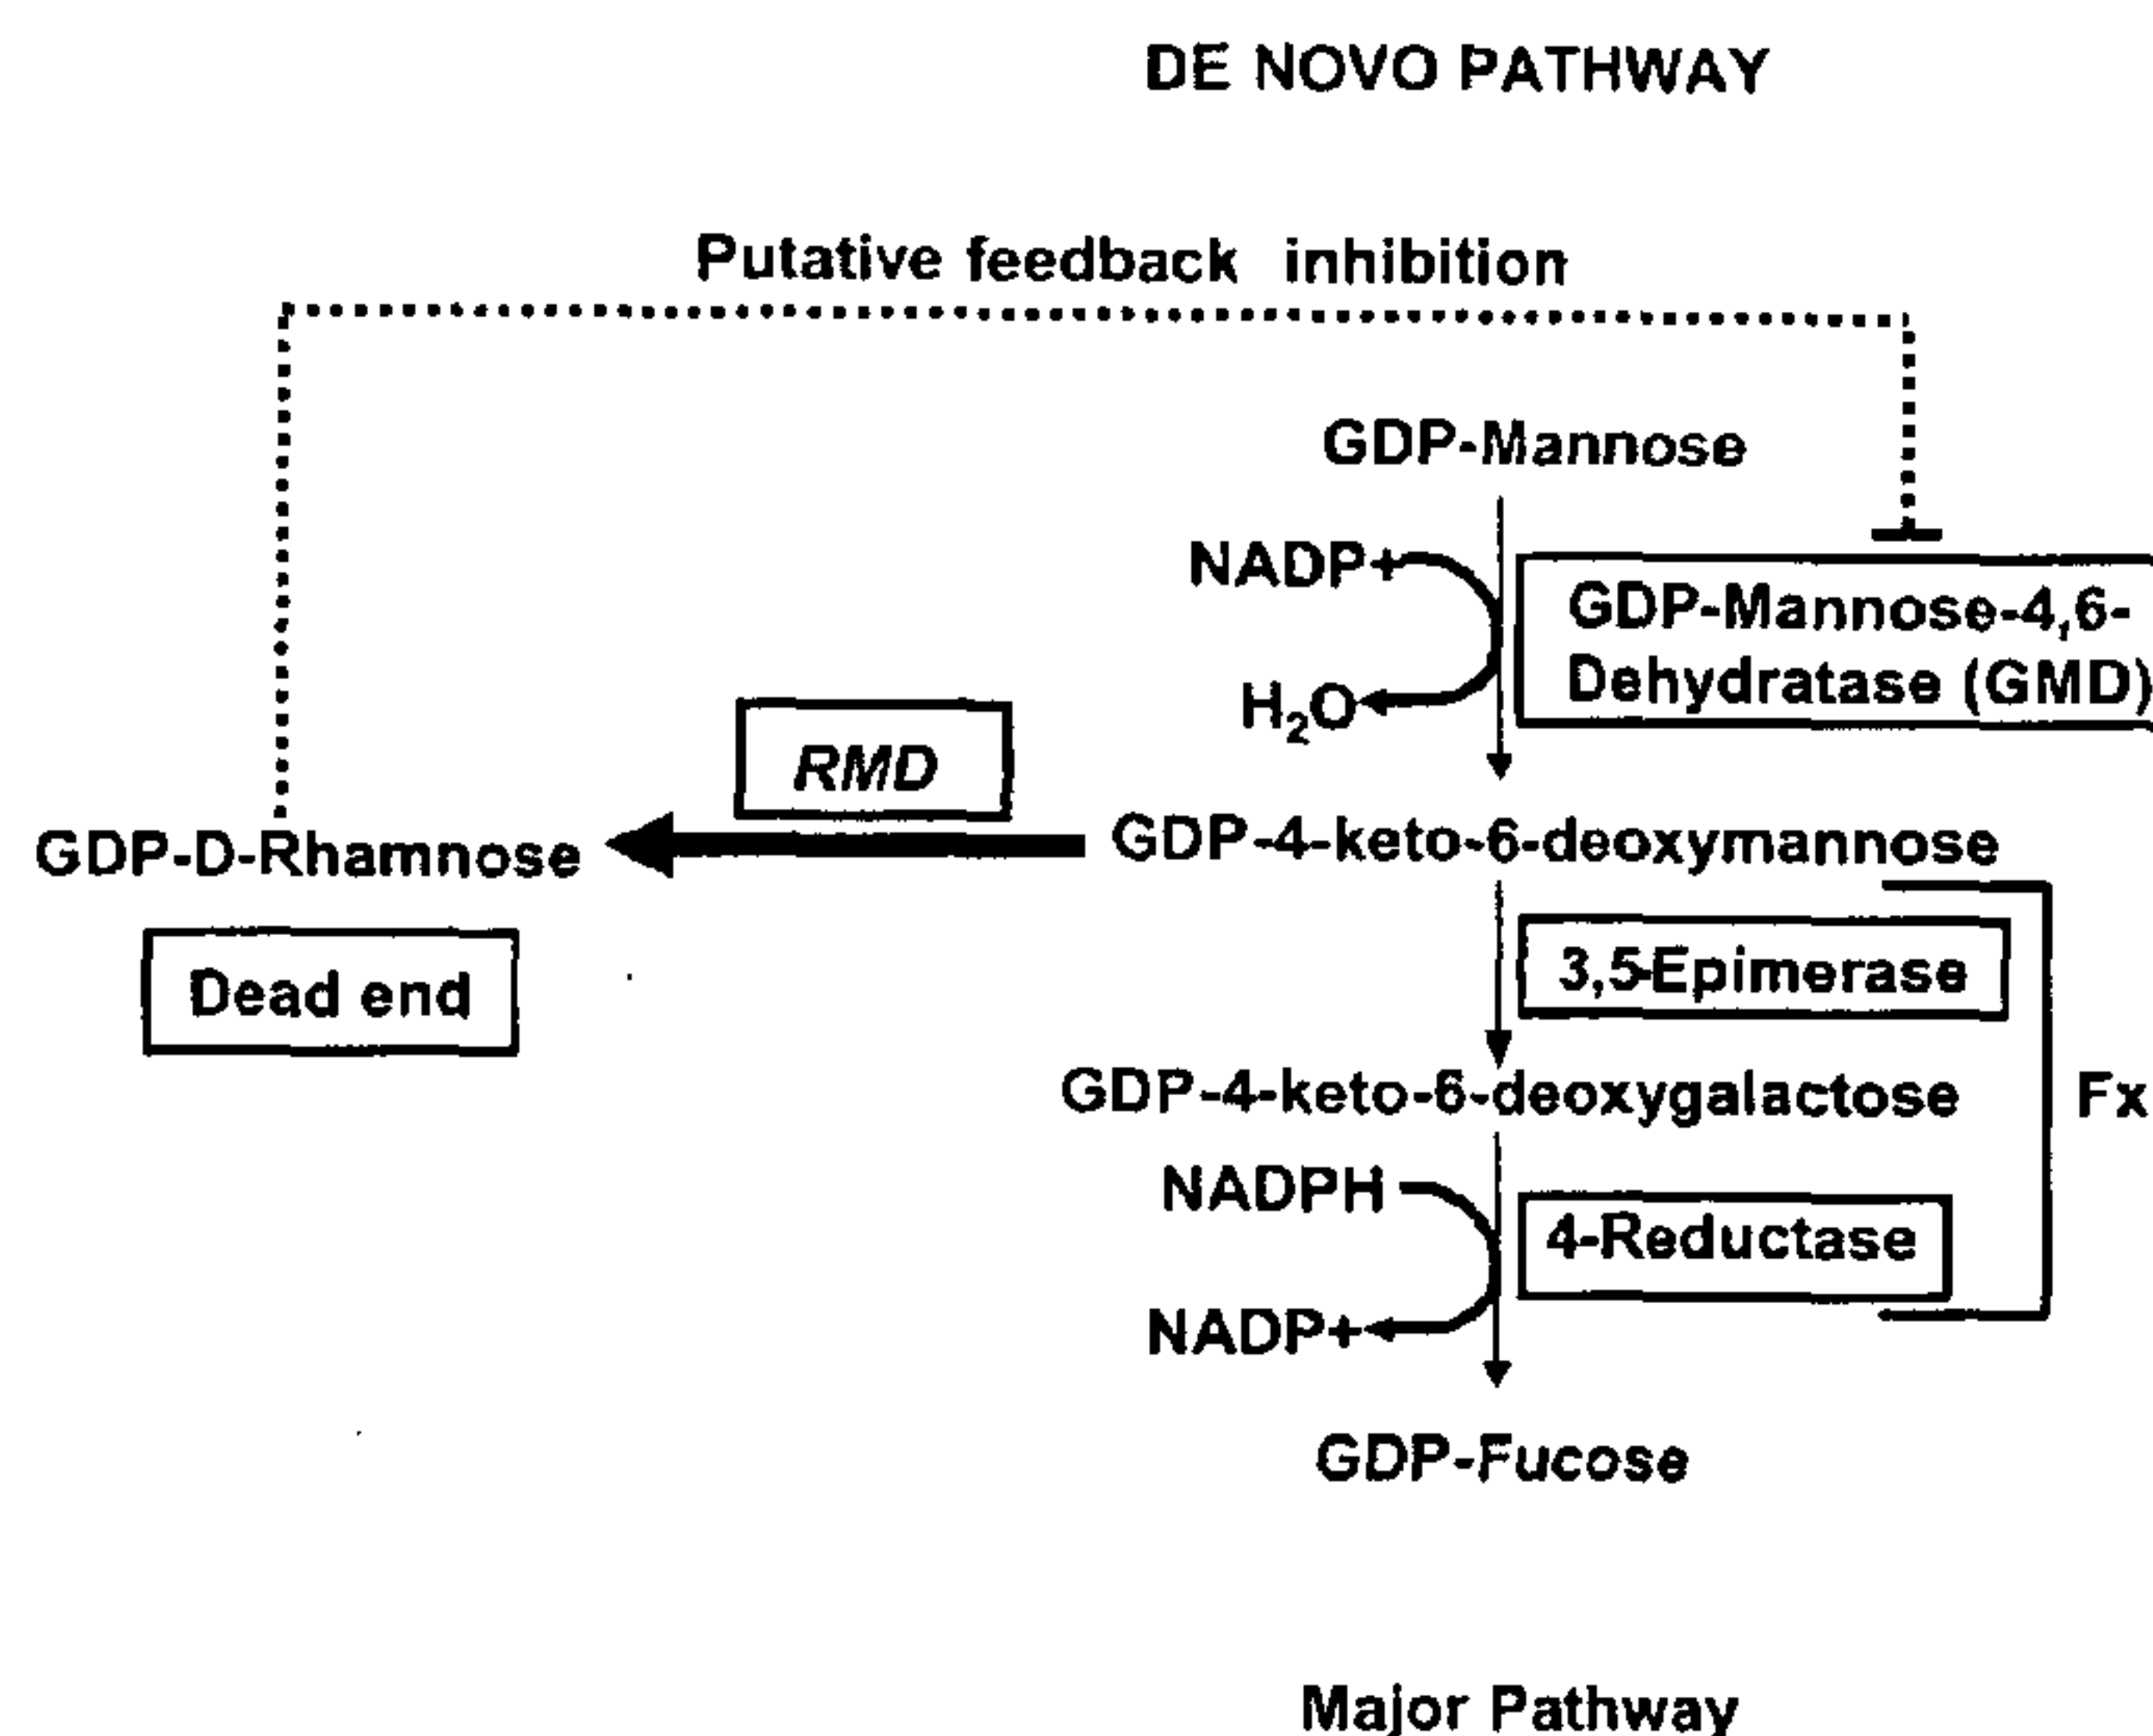 DE NOVO PATHWAY
Putative feedback inhibition
GDP-Mannose
NADP+
GDP-Mannose-4,6-
Dehydratase (GMD)
H2O
RMD
GDP-D-Rhamnose
GDP-4-keto-6-deoxymannose
Dead end
3,5-Epimerase
GDP-4-keto-6-deoxygalactose
Fx
NADPH
4-Reductase
NADP+
GDP-Fucose
Major Pathway